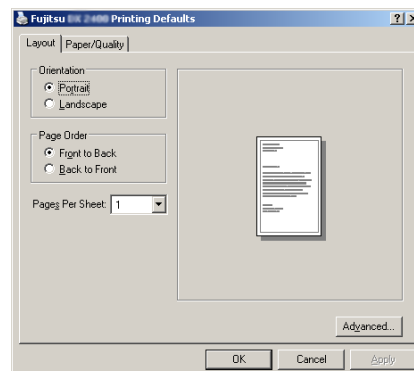 Fujitsu Printing Defaults
Layout
Paper/Quality
Orientation
Portrait
Landscape
Page Order
Front to Back
Back to Front
Pages Per Sheet: 1
Advanced...
OK
Cancel
Apply